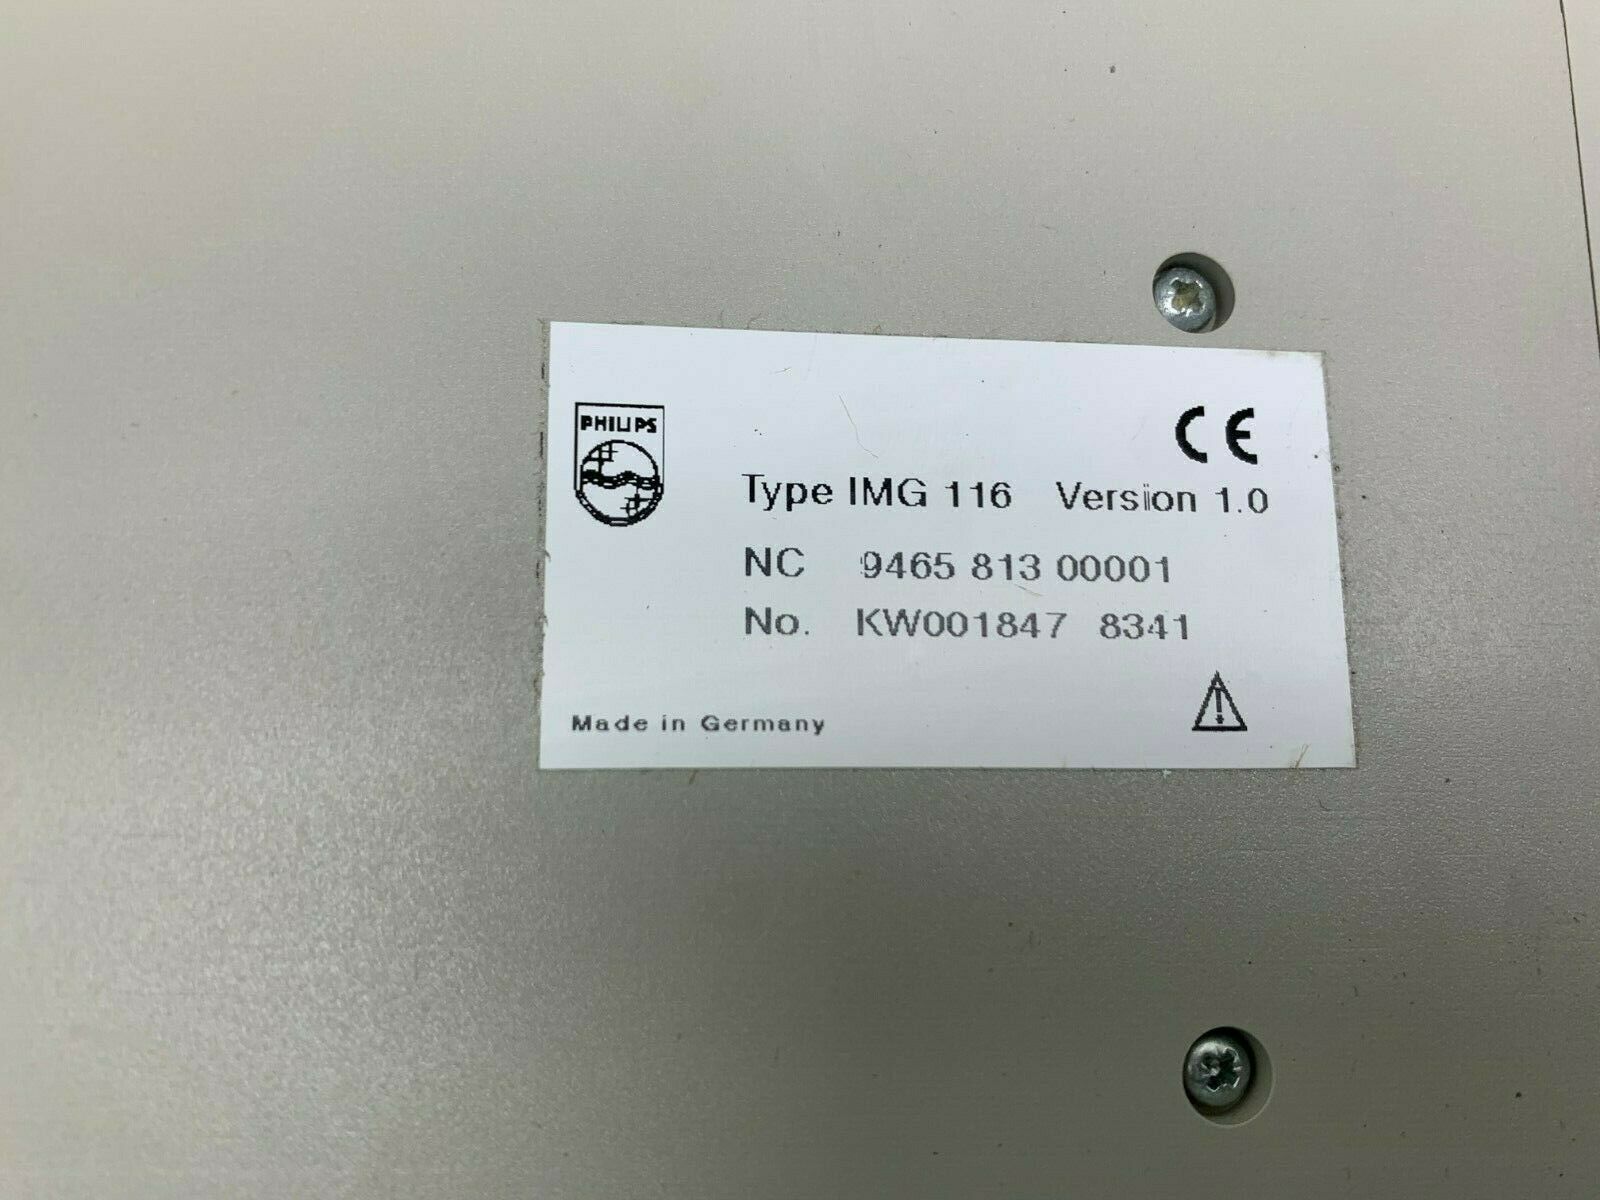 PHILIPS
CE
Type IMG 116 Version 1.0
NC 9465 813 00001
No. KW001847 8341
Made in Germany